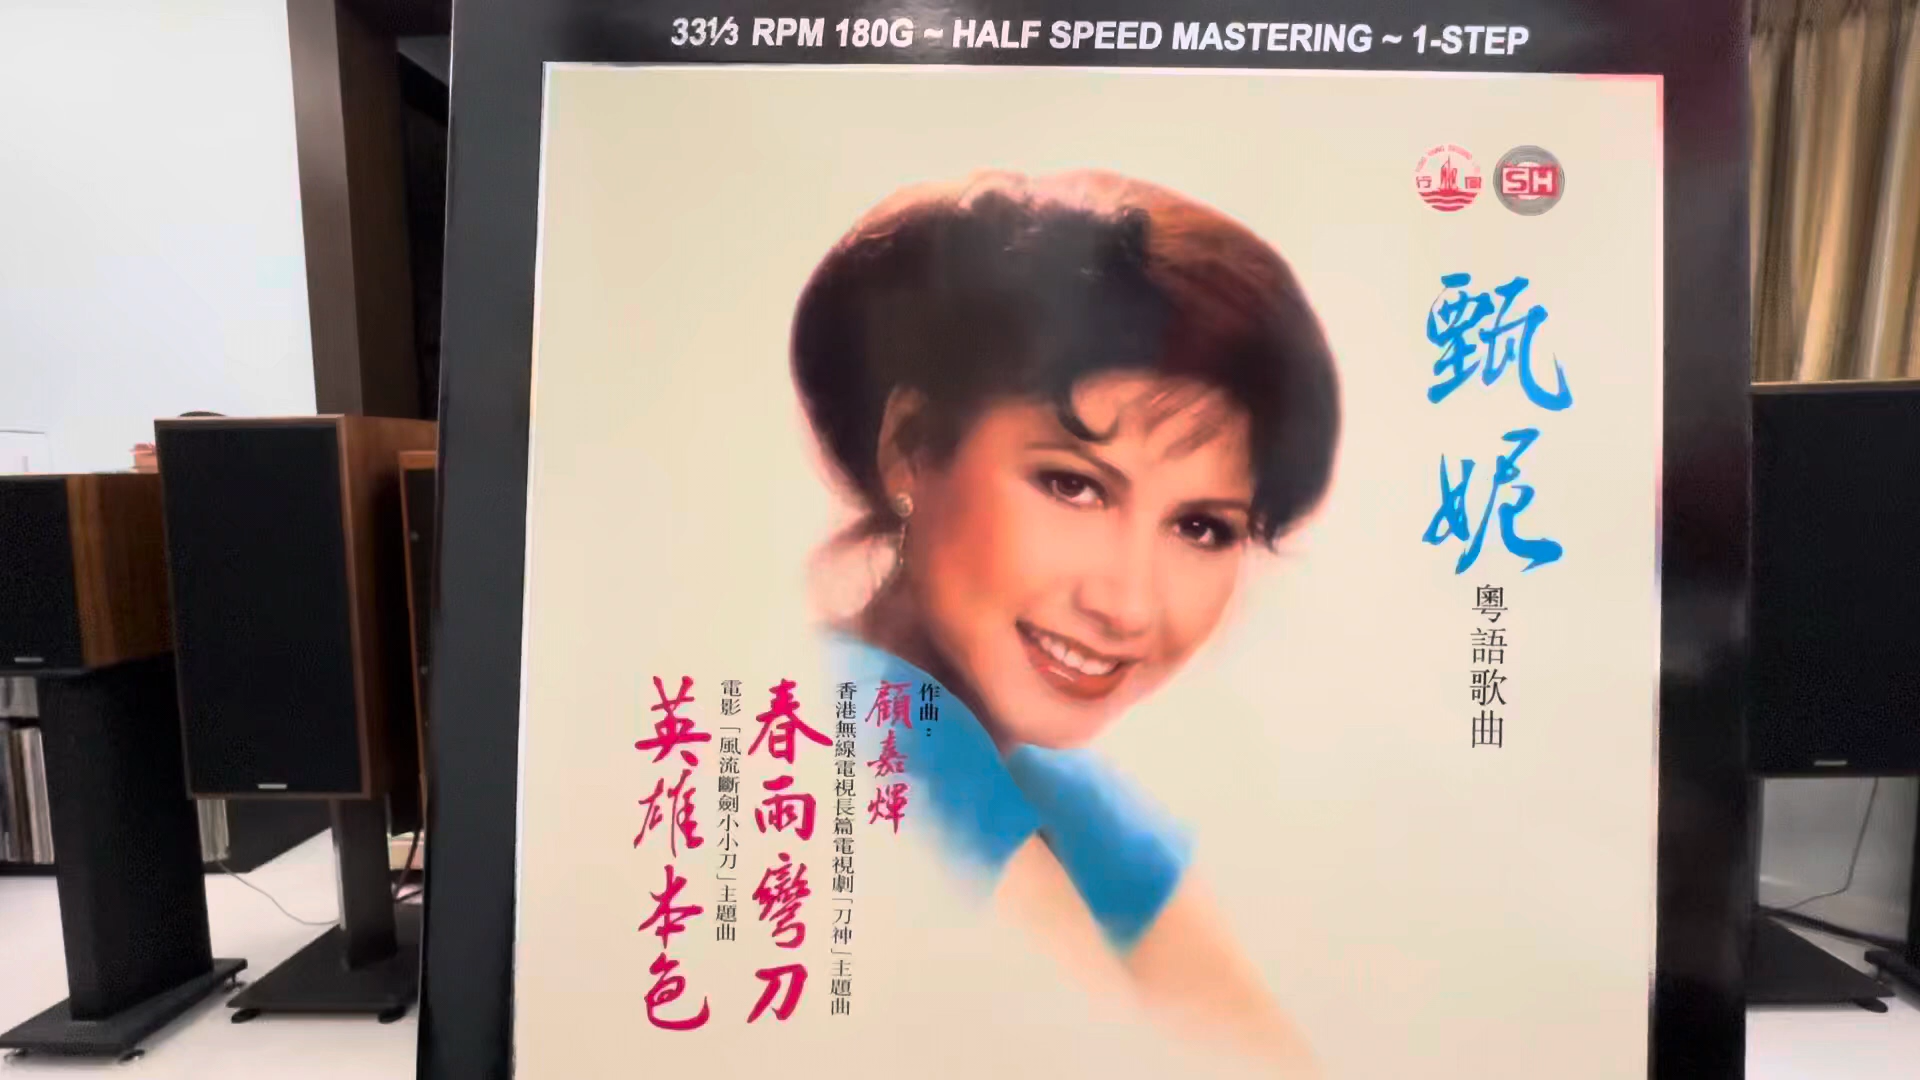 33⅓ RPM 180G ~ HALF SPEED MASTERING ~ 1-STEP
行
SH
甄妮
粵語歌曲
作曲：
顧嘉煇
香港無線電視長篇電視劇「刀神」主題曲
春雨彎刀
電影「風流斷劍小小刀」主題曲
英雄本色